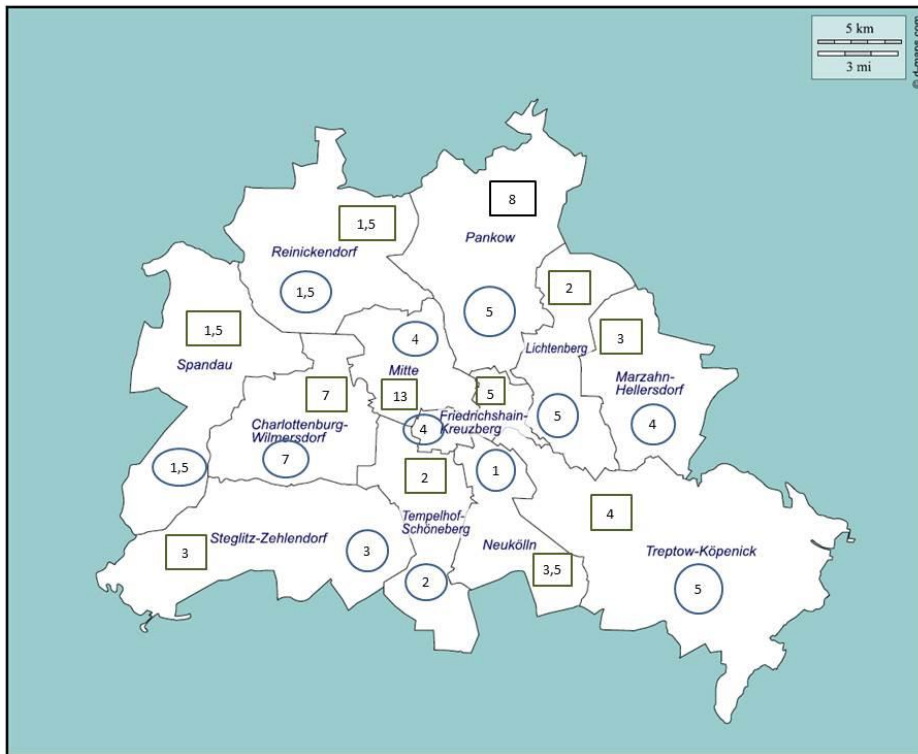 5 km
3 mi
© d-maps.com
8
1,5
Pankow
Reinickendorf
2
1,5
5
1,5
4
3
Lichtenberg
Spandau
Mitte
Marzahn-
Hellersdorf
7
13
5
Friedrichshain-
Kreuzberg
5
4
Charlottenburg-
Wilmersdorf
4
7
1,5
1
2
4
Tempelhof-
Schöneberg
Steglitz-Zehlendorf
3
3
Neukölln
Treptow-Köpenick
3,5
2
5